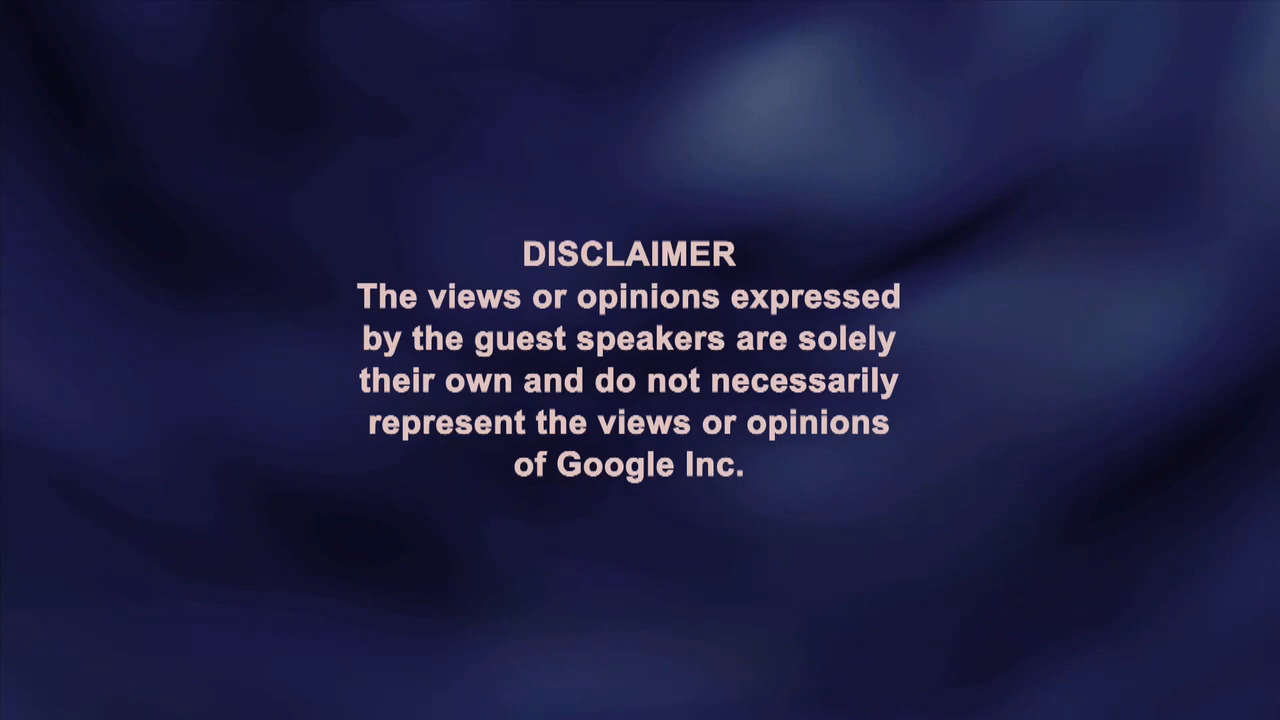 DISCLAIMER
The views or opinions expressed
by the guest speakers are solely
their own and do not necessarily
represent the views or opinions
of Google Inc.